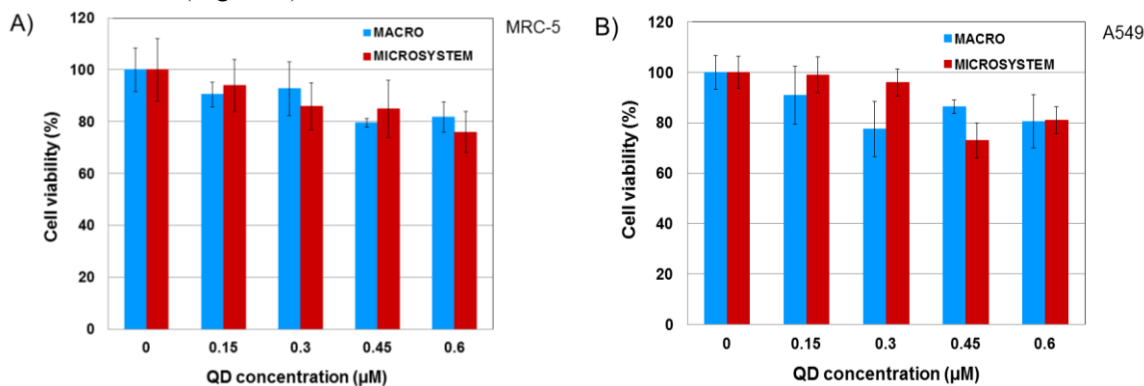 A)
MRC-5
120
100
80
60
40
20
0
Cell viability (%)
MACRO
MICROSYSTEM
0 0.15 0.3 0.45 0.6
QD concentration (µM)
B)
A549
120
100
80
60
40
20
0
Cell viability (%)
MACRO
MICROSYSTEM
0 0.15 0.3 0.45 0.6
QD concentration (µM)